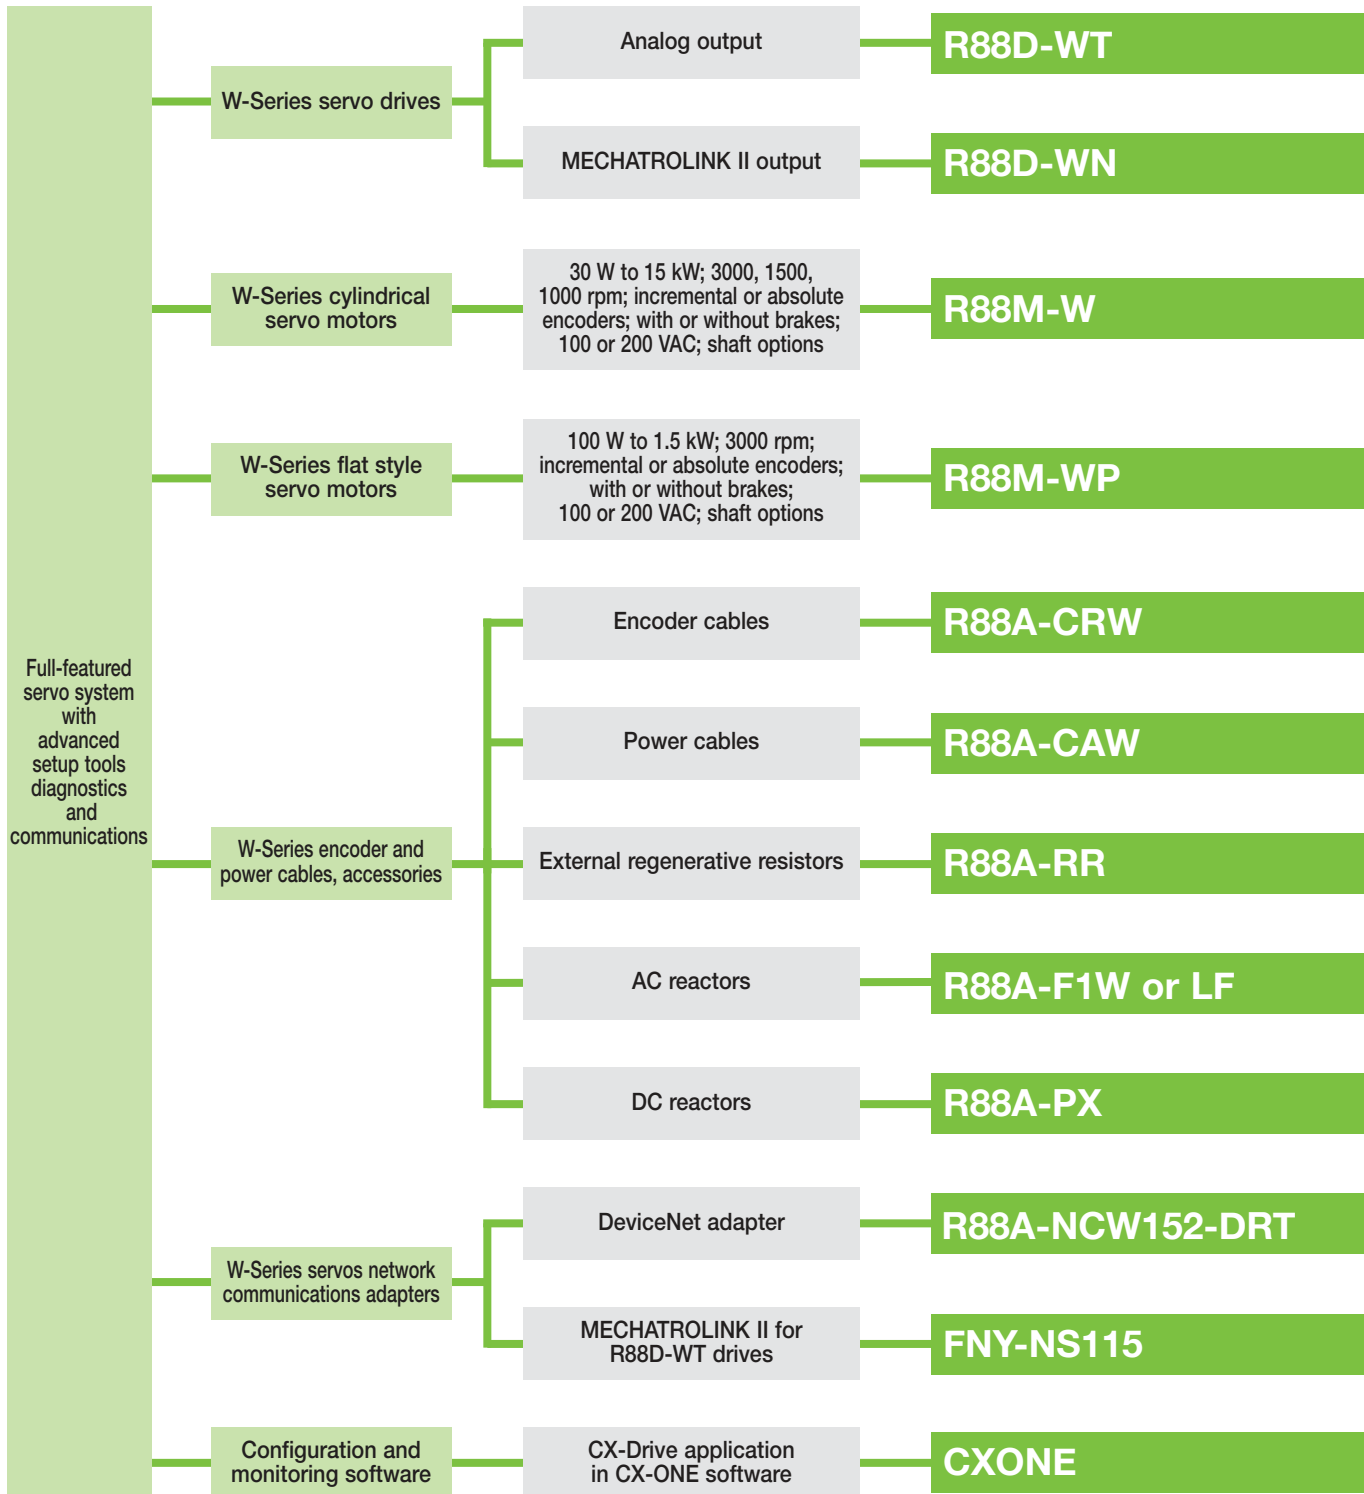 Full-featured
servo system
with
advanced
setup tools
diagnostics
and
communications
W-Series servo drives
Analog output
R88D-WT
MECHATROLINK II output
R88D-WN
W-Series cylindrical
servo motors
30 W to 15 kW; 3000, 1500,
1000 rpm; incremental or absolute
encoders; with or without brakes;
100 or 200 VAC; shaft options
R88M-W
W-Series flat style
servo motors
100 W to 1.5 kW; 3000 rpm;
incremental or absolute encoders;
with or without brakes;
100 or 200 VAC; shaft options
R88M-WP
W-Series encoder and
power cables, accessories
Encoder cables
R88A-CRW
Power cables
R88A-CAW
External regenerative resistors
R88A-RR
AC reactors
R88A-F1W or LF
DC reactors
R88A-PX
W-Series servos network
communications adapters
DeviceNet adapter
R88A-NCW152-DRT
MECHATROLINK II for
R88D-WT drives
FNY-NS115
Configuration and
monitoring software
CX-Drive application
in CX-ONE software
CXONE